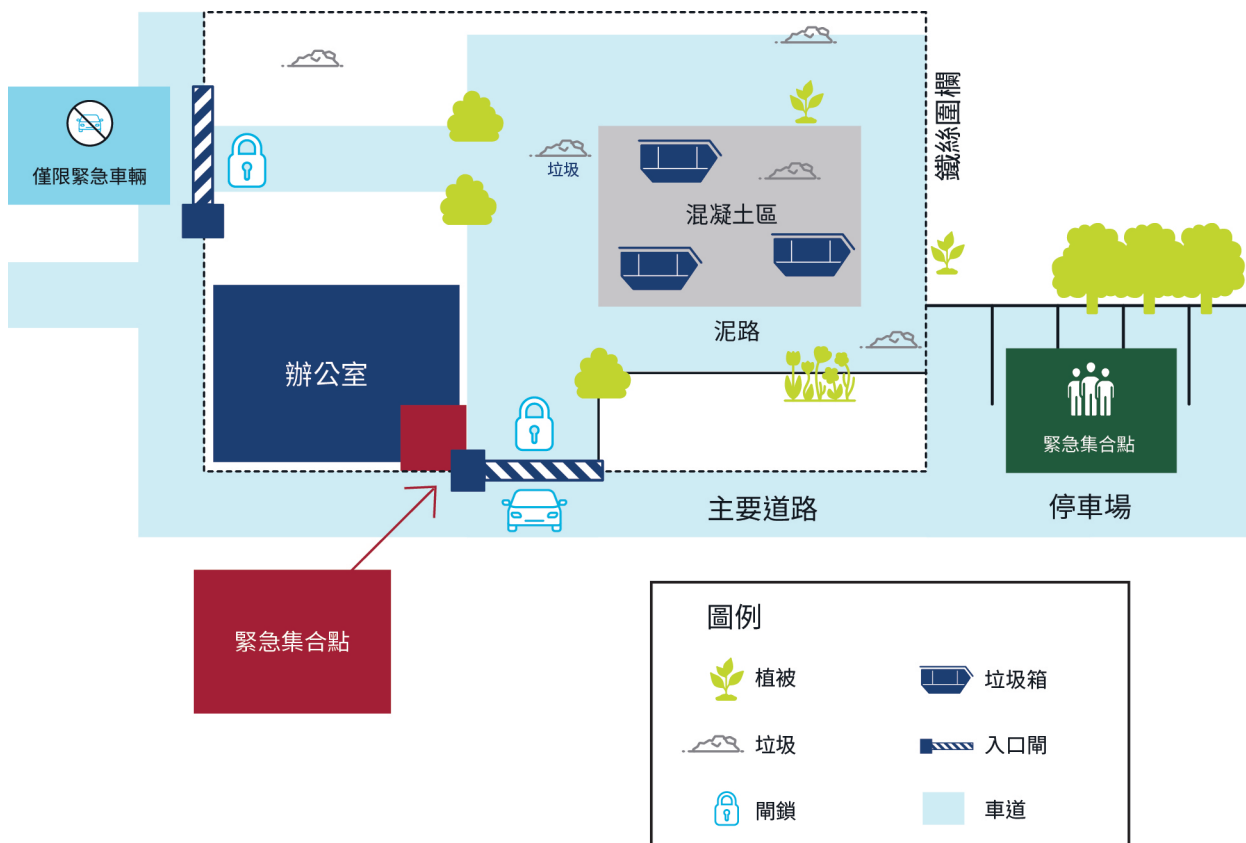 僅限緊急車輛
垃圾
混凝土區
鐵絲圍欄
泥路
辦公室
緊急集合點
主要道路
停車場
緊急集合點
圖例
植被
垃圾箱
垃圾
入口閘
閘鎖
車道